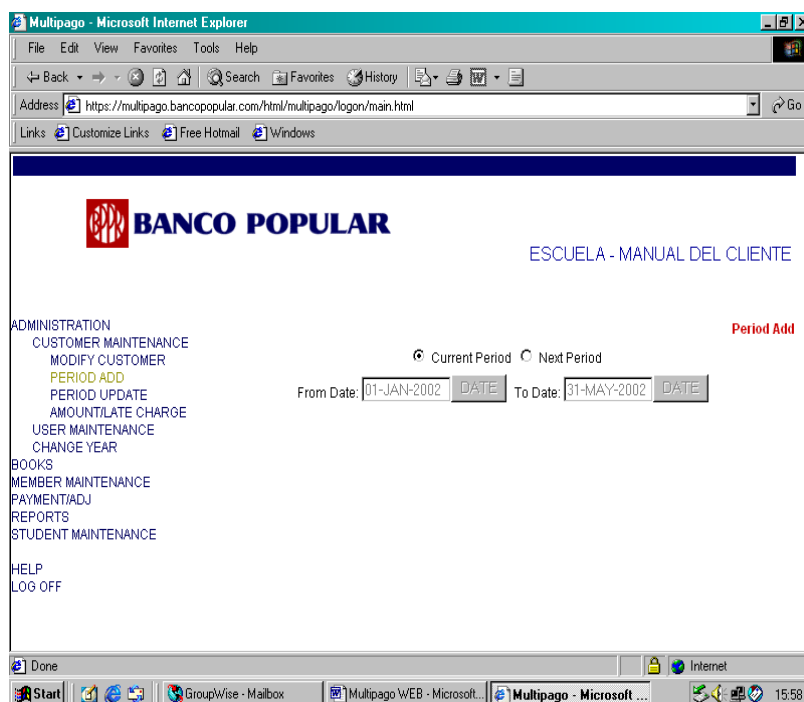 Multipago - Microsoft Internet Explorer
File Edit View Favorites Tools Help
Back Search Favorites History
Address https://multipago.bancopopular.com/html/multipago/logon/main.html Go
Links Customize Links Free Hotmail Windows
BANCO POPULAR
ESCUELA - MANUAL DEL CLIENTE
Period Add
Current Period Next Period
From Date: 01-JAN-2002 DATE To Date: 31-MAY-2002 DATE
ADMINISTRATION
CUSTOMER MAINTENANCE
MODIFY CUSTOMER
PERIOD ADD
PERIOD UPDATE
AMOUNT/LATE CHARGE
USER MAINTENANCE
CHANGE YEAR
BOOKS
MEMBER MAINTENANCE
PAYMENT/ADJ
REPORTS
STUDENT MAINTENANCE
HELP
LOG OFF
Done Internet
Start GroupWise - Mailbox Multipago WEB - Microsoft... Multipago - Microsoft ... 15:58